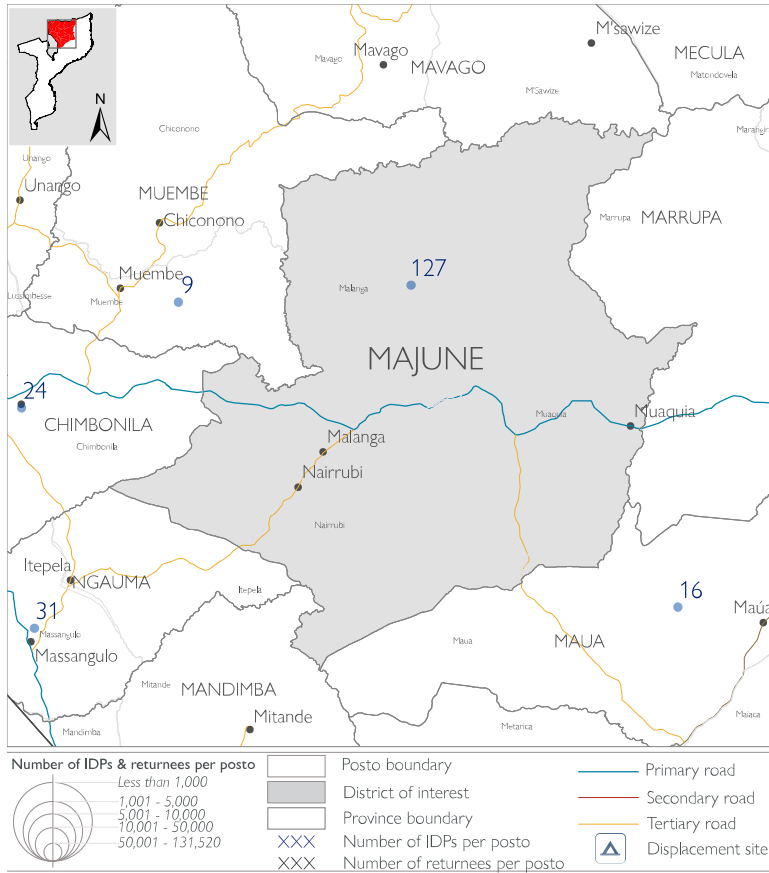 M'sawize
Mavago
MECULA
Mavago
MAVAGO
Matondovela
M'Sawize
N
Chiconono
Marangir
Unango
Unango
MUEMBE
Chiconono
Marrupa
MARRUPA
Muembe
127
9
Malanga
Lussimbesse
Muembe
MAJUNE
24
Muaquia
Muaquia
CHIMBONILA
Malanga
Chimbonila
Nairrubi
Nairrubi
Itepela
NGAUMA
Itepela
31
16
Massangulo
Maúa
Massangulo
Maua
MAUA
Mitande
MANDIMBA
Maiaca
Mitande
Mandimba
Metarica
Number of IDPs & returnees per posto
Less than 1,000
1,001 - 5,000
5,001 - 10,000
10,001 - 50,000
50,001 - 131,520
Posto boundary
District of interest
Province boundary
XXX Number of IDPs per posto
XXX Number of returnees per posto
Primary road
Secondary road
Tertiary road
Displacement site